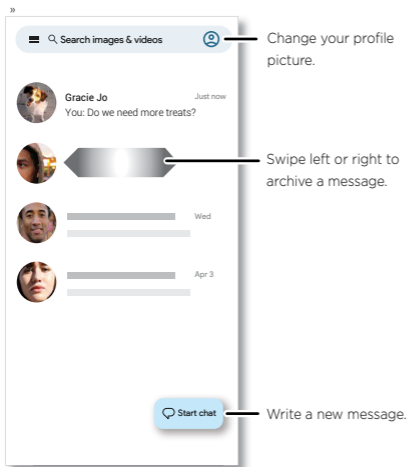 »
Search images & videos
Change your profile
picture.
Gracie Jo Just now
You: Do we need more treats?
Swipe left or right to
archive a message.
Wed
Apr 3
Start chat
Write a new message.